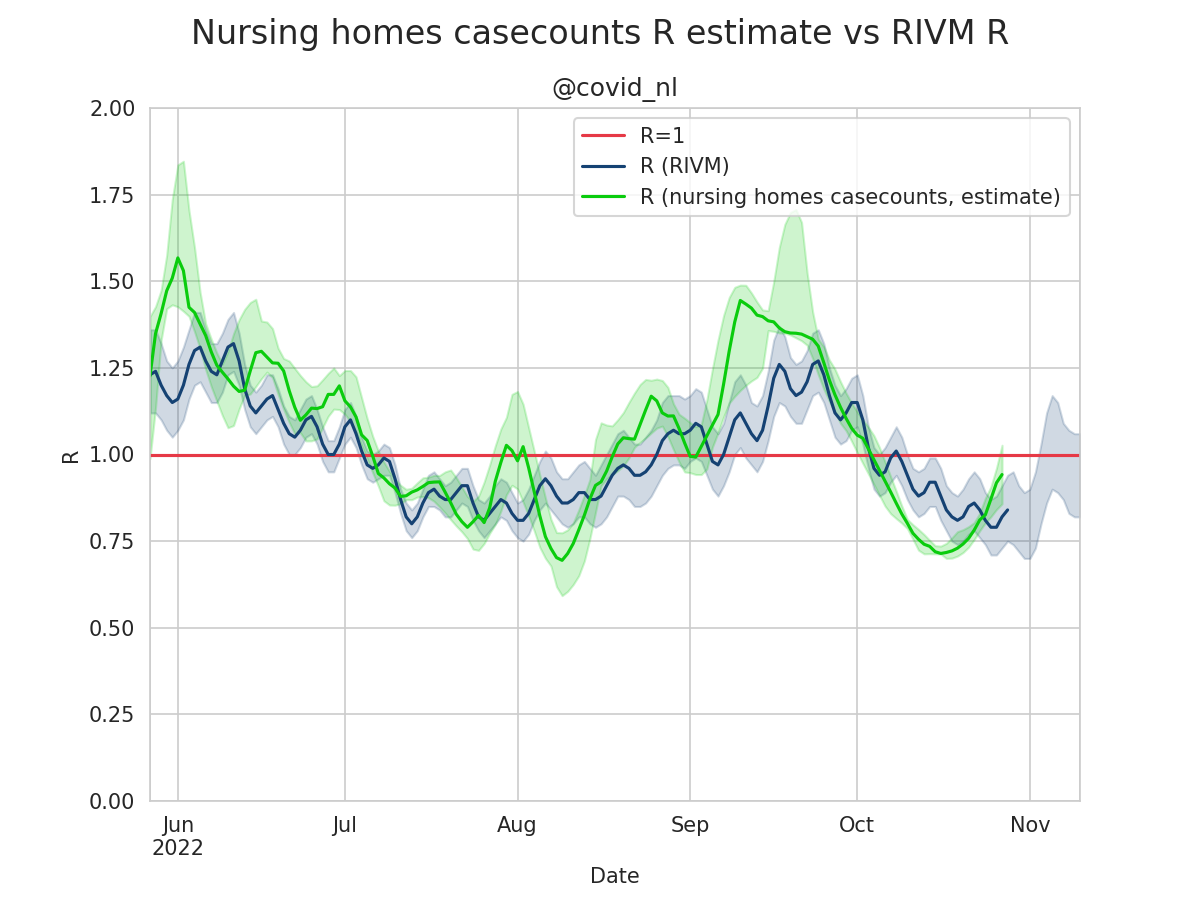 Nursing homes casecounts R estimate vs RIVM R
@covid_nl
R=1
R (RIVM)
R (nursing homes casecounts, estimate)
2.00
1.75
1.50
1.25
1.00
0.75
0.50
0.25
0.00
R
Jun Jul Aug Sep Oct Nov
2022
Date